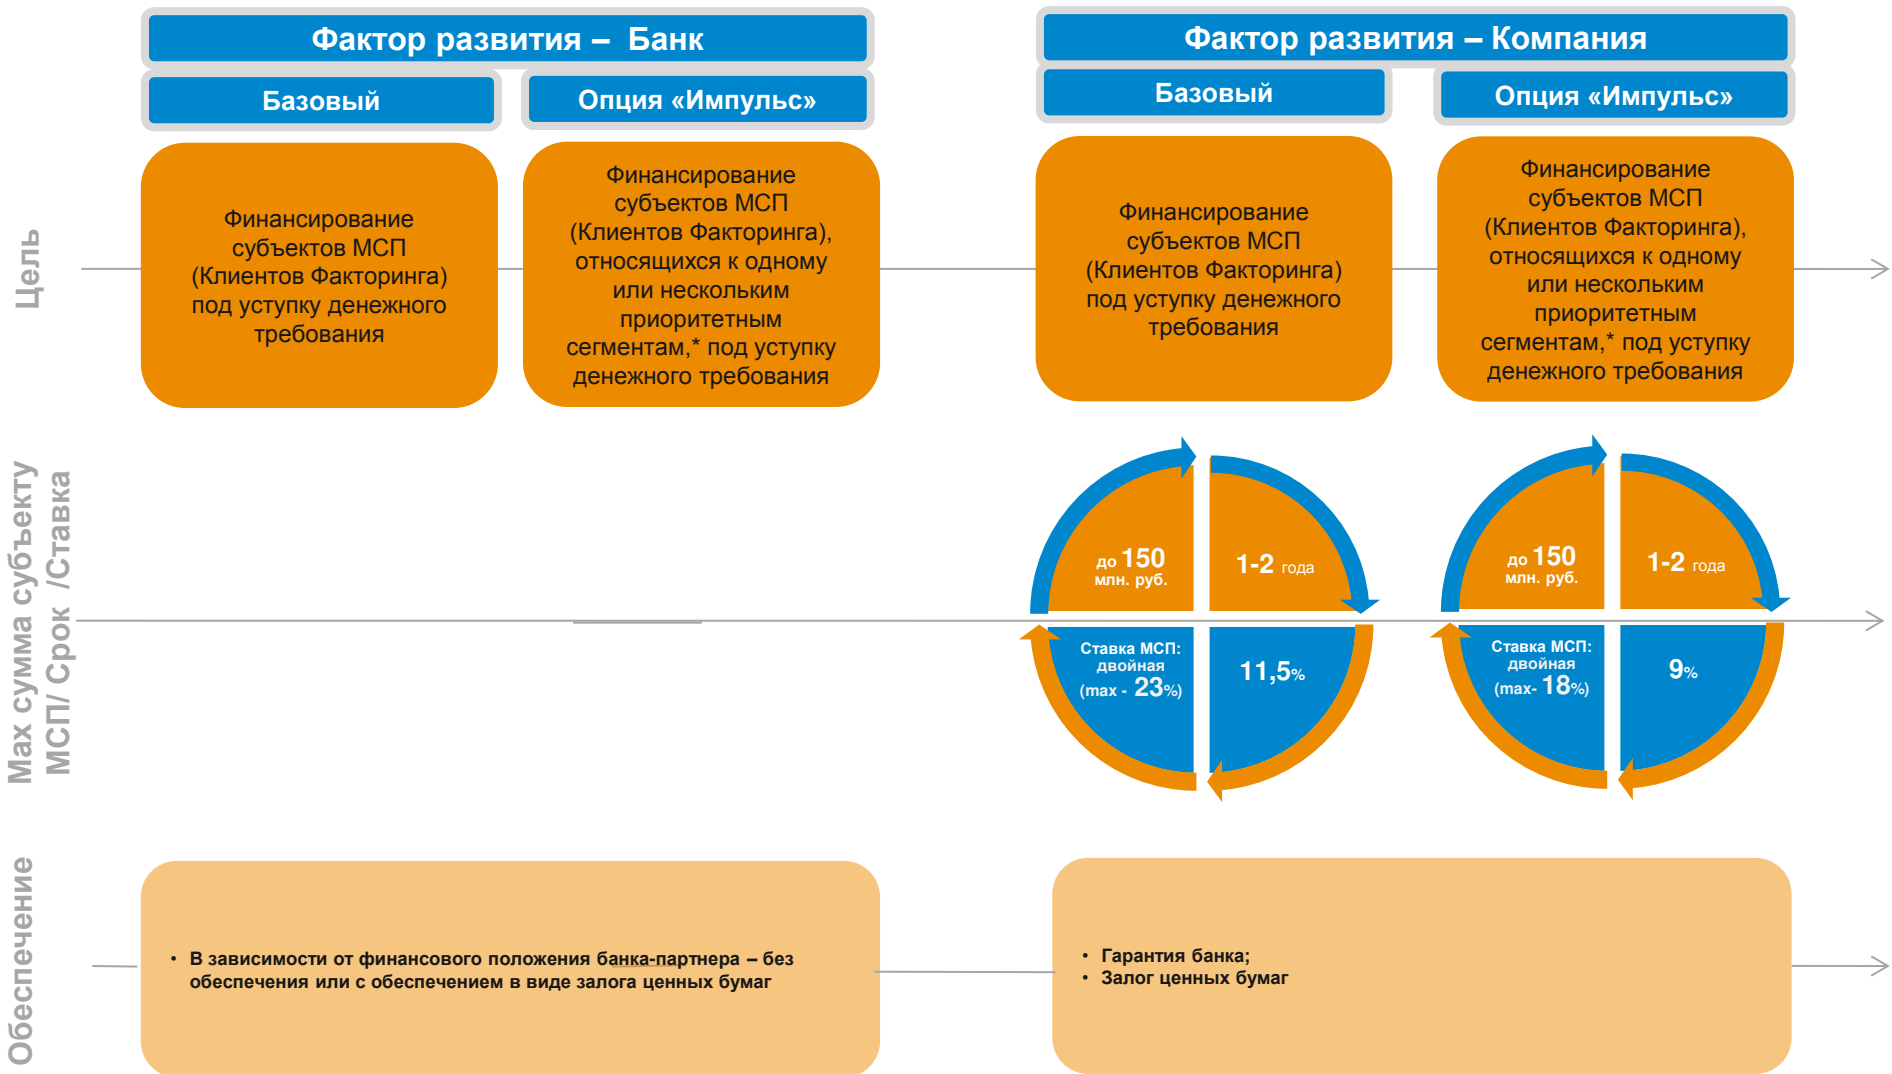 Фактор развития – Банк
Базовый
Опция «Импульс»
Фактор развития – Компания
Базовый
Опция «Импульс»
Цель
Финансирование
субъектов МСП
(Клиентов Факторинга)
под уступку денежного
требования
Финансирование
субъектов МСП
(Клиентов Факторинга),
относящихся к одному
или нескольким
приоритетным
сегментам,* под уступку
денежного требования
Финансирование
субъектов МСП
(Клиентов Факторинга)
под уступку денежного
требования
Финансирование
субъектов МСП
(Клиентов Факторинга),
относящихся к одному
или нескольким
приоритетным
сегментам,* под уступку
денежного требования
Max сумма субъекту
МСП/ Срок /Ставка
до 150
млн. руб.
1-2 года
Ставка МСП:
двойная
(max - 23%)
11,5%
до 150
млн. руб.
1-2 года
Ставка МСП:
двойная
(max- 18%)
9%
Обеспечение
• В зависимости от финансового положения банка-партнера – без
обеспечения или с обеспечением в виде залога ценных бумаг
• Гарантия банка;
• Залог ценных бумаг